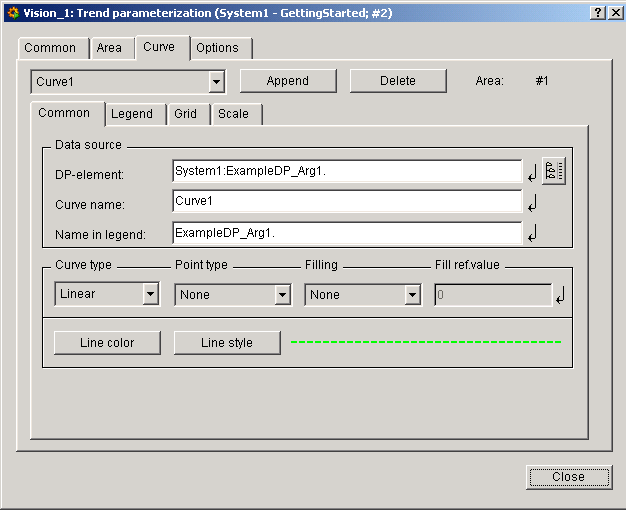 Vision_1: Trend parameterization (System1 - GettingStarted; #2)
Common Area Curve Options
Curve1 Append Delete Area: #1
Common Legend Grid Scale
Data source
DP-element: System1:ExampleDP_Arg1.
Curve name: Curve1
Name in legend: ExampleDP_Arg1.
Curve type Point type Filling Fill ref.value
Linear None None 0
Line color Line style
Close